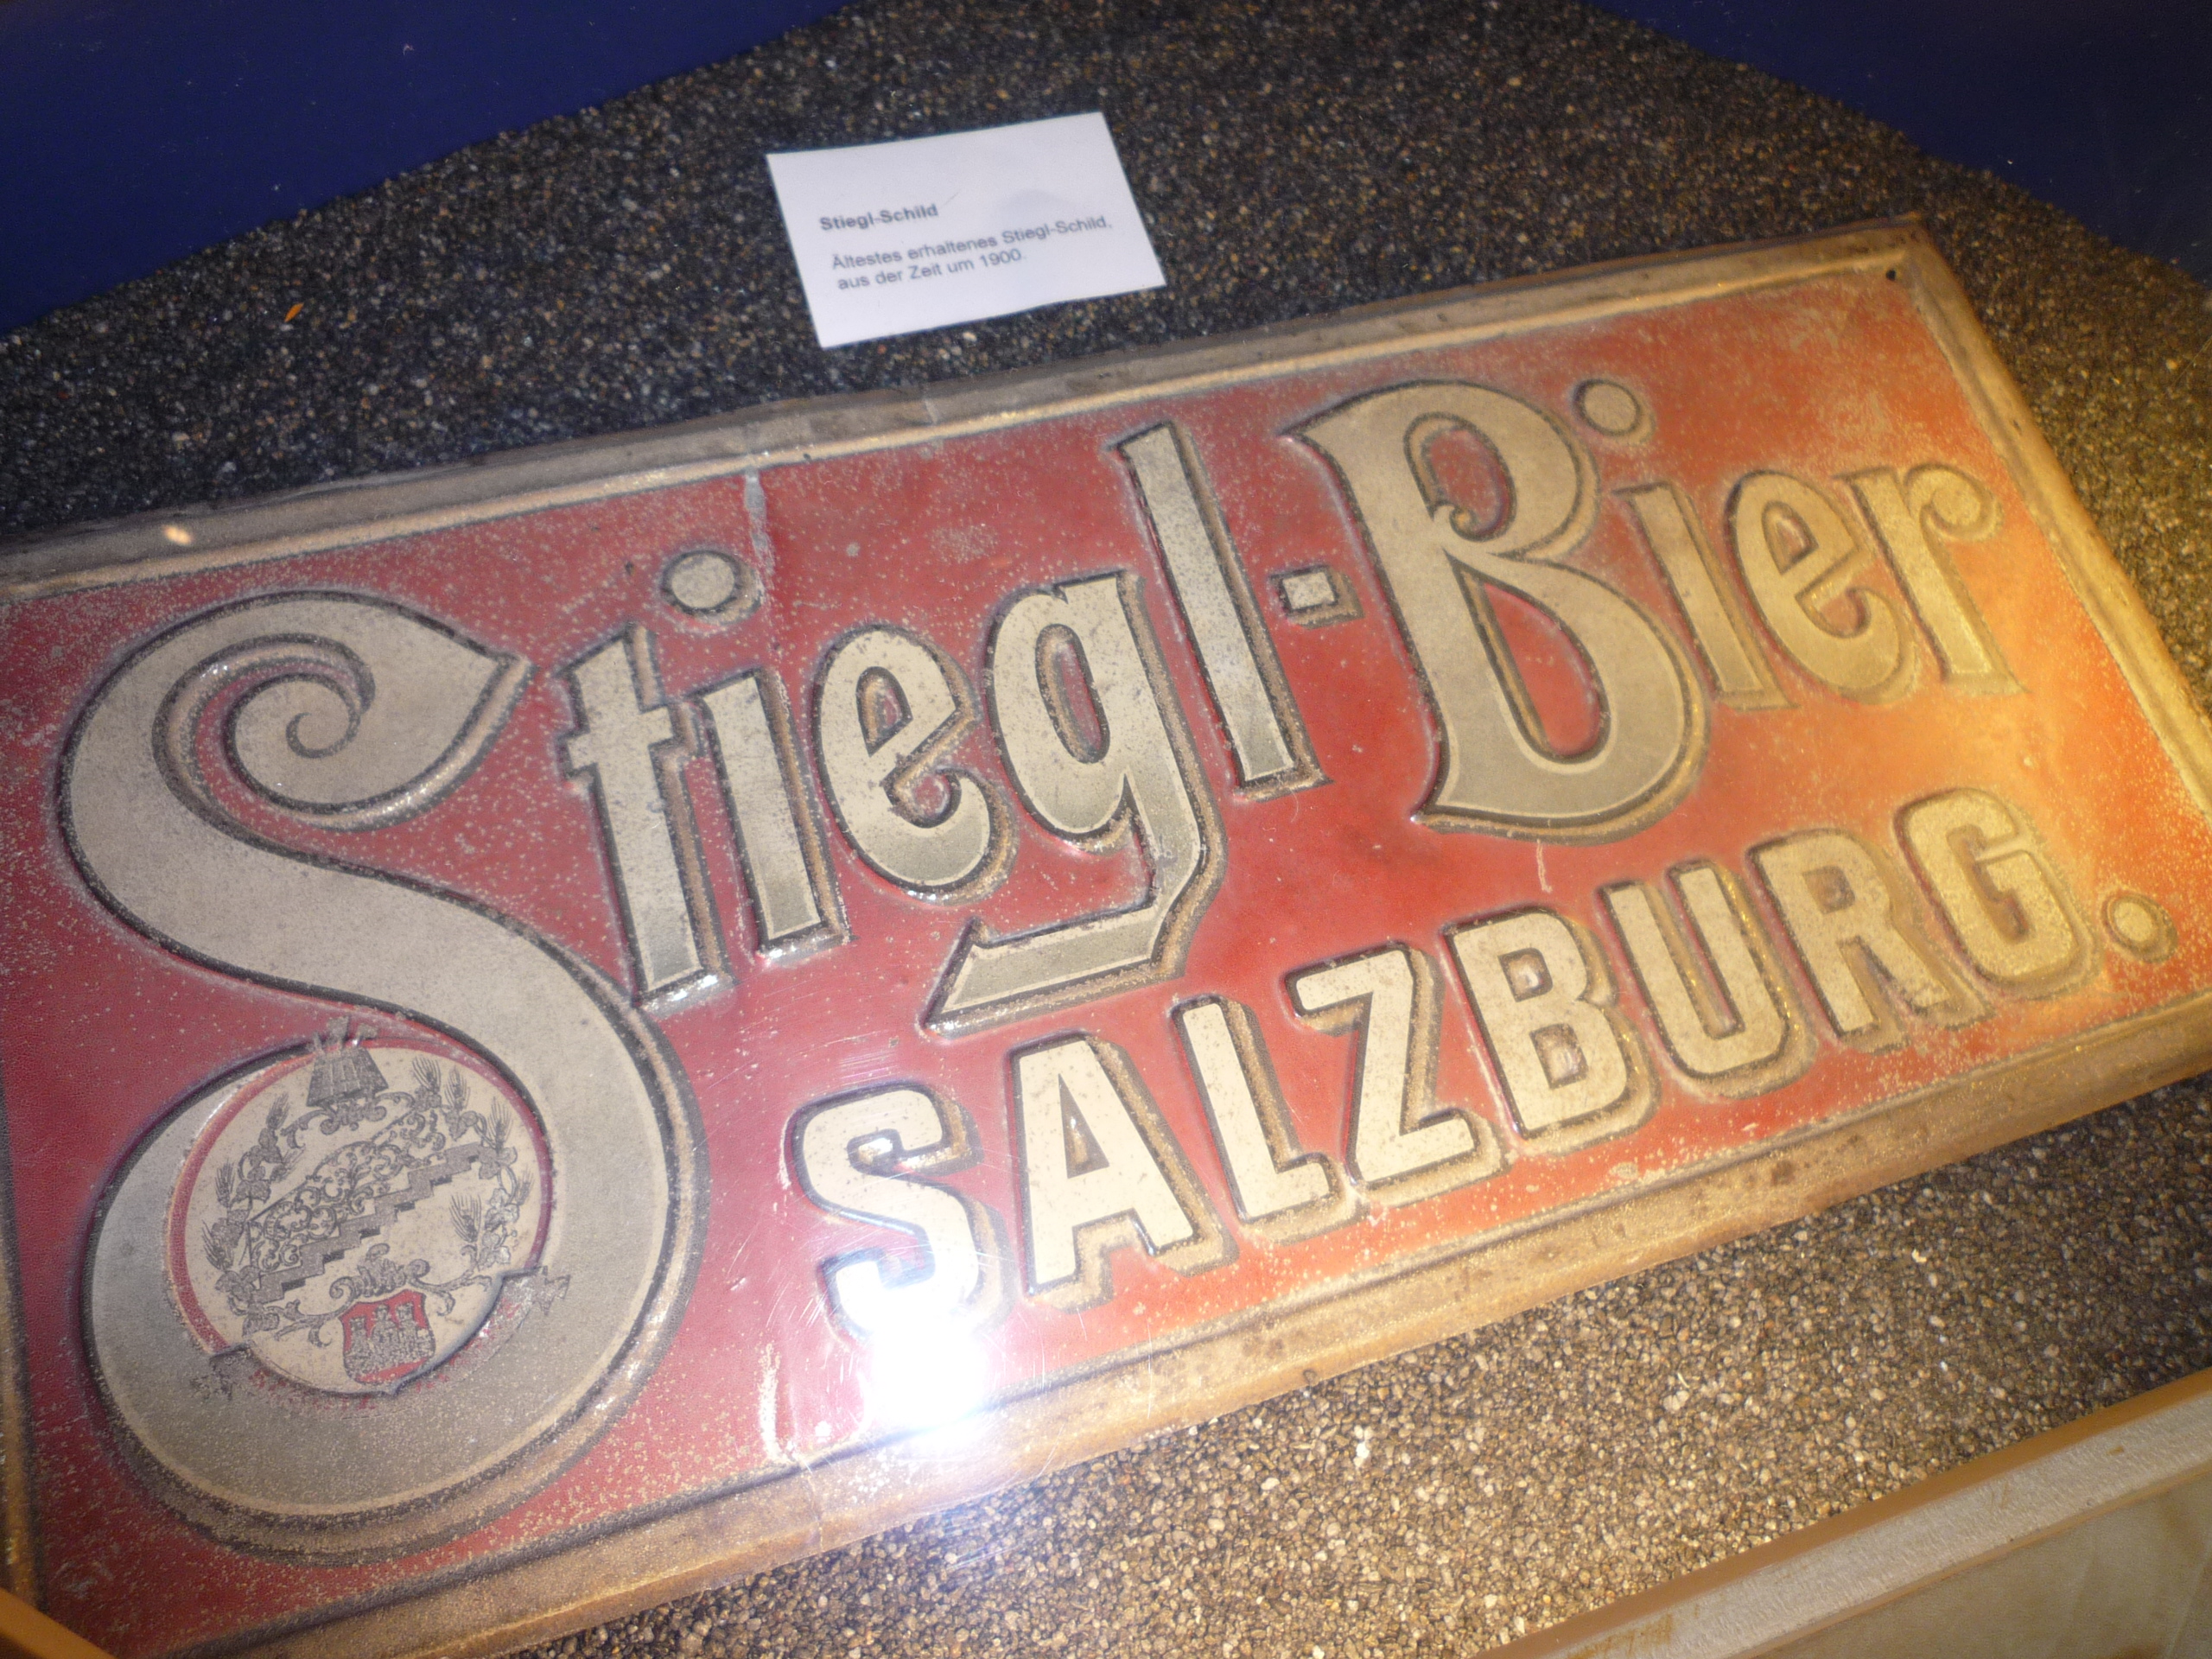 Stiegl-Schild
Ältestes erhaltenes Stiegl-Schild,
aus der Zeit um 1900.
Stiegl-Bier
SALZBURG.